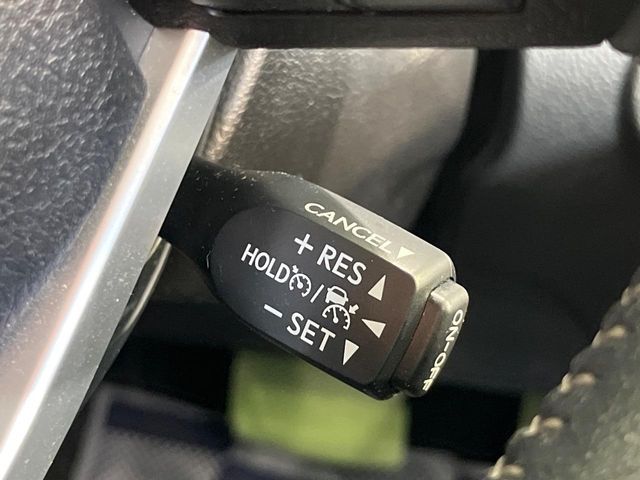 CANCEL▼
+RES▲
HOLD /
-SET▼
ON-OFF